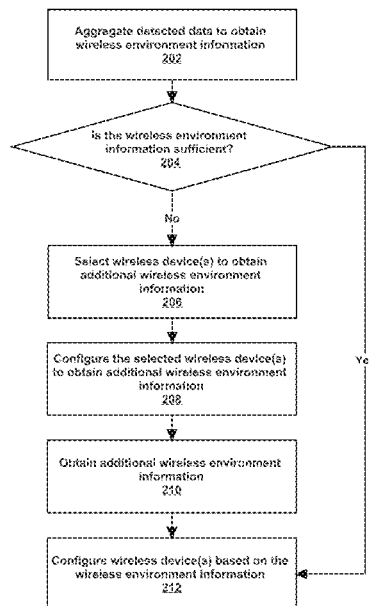 Aggregate detected data to obtain
wireless environment information
202
Is the wireless environment
information sufficient?
204
No
Select wireless device(s) to obtain
additional wireless environment
information
206
Configure the selected wireless device(s)
to obtain additional wireless environment
information
208
Ye
Obtain additional wireless environment
information
210
Configure wireless device(s) based on the
wireless environment information
212